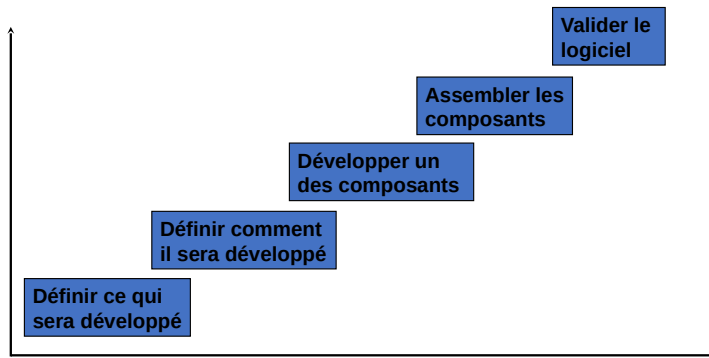 Valider le
logiciel
Assembler les
composants
Développer un
des composants
Définir comment
il sera développé
Définir ce qui
sera développé